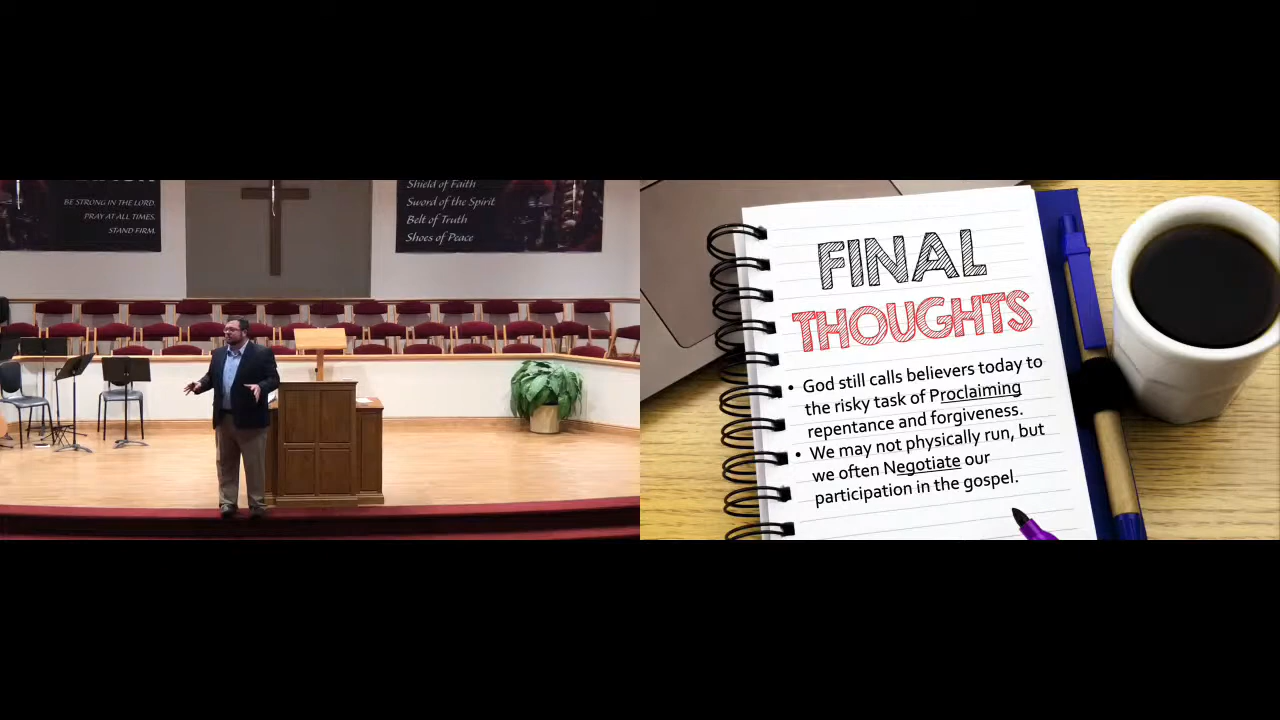 BE STRONG IN THE LORD.
PRAY AT ALL TIMES.
STAND FIRM.
Shield of Faith
Sword of the Spirit
Belt of Truth
Shoes of Peace
FINAL
THOUGHTS
• God still calls believers today to
the risky task of Proclaiming
repentance and forgiveness.
• We may not physically run, but
we often Negotiate our
participation in the gospel.